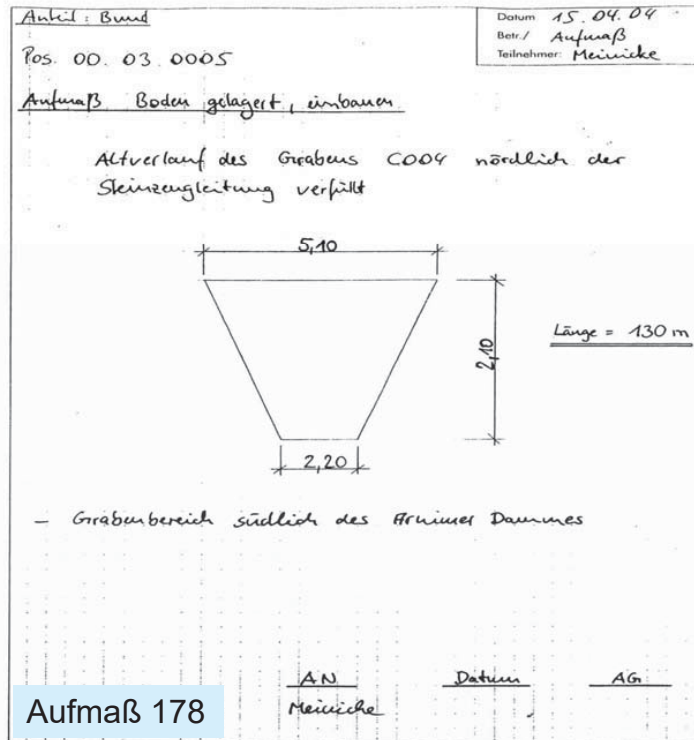 Anteil : Bund
Datum 15.04.04
Betr./ Aufmaß
Teilnehmer: Meinicke
Pos. 00. 03. 0005
Aufmaß Boden gelagert, einbauen
Altverlauf des Grabens C004 nördlich der
Steinzeugleitung verfüllt
5,10
2,10
Länge = 130 m
2,20
– Grabenbereich südlich des Arnimer Dammes
AN Datum AG
Meinicke
Aufmaß 178